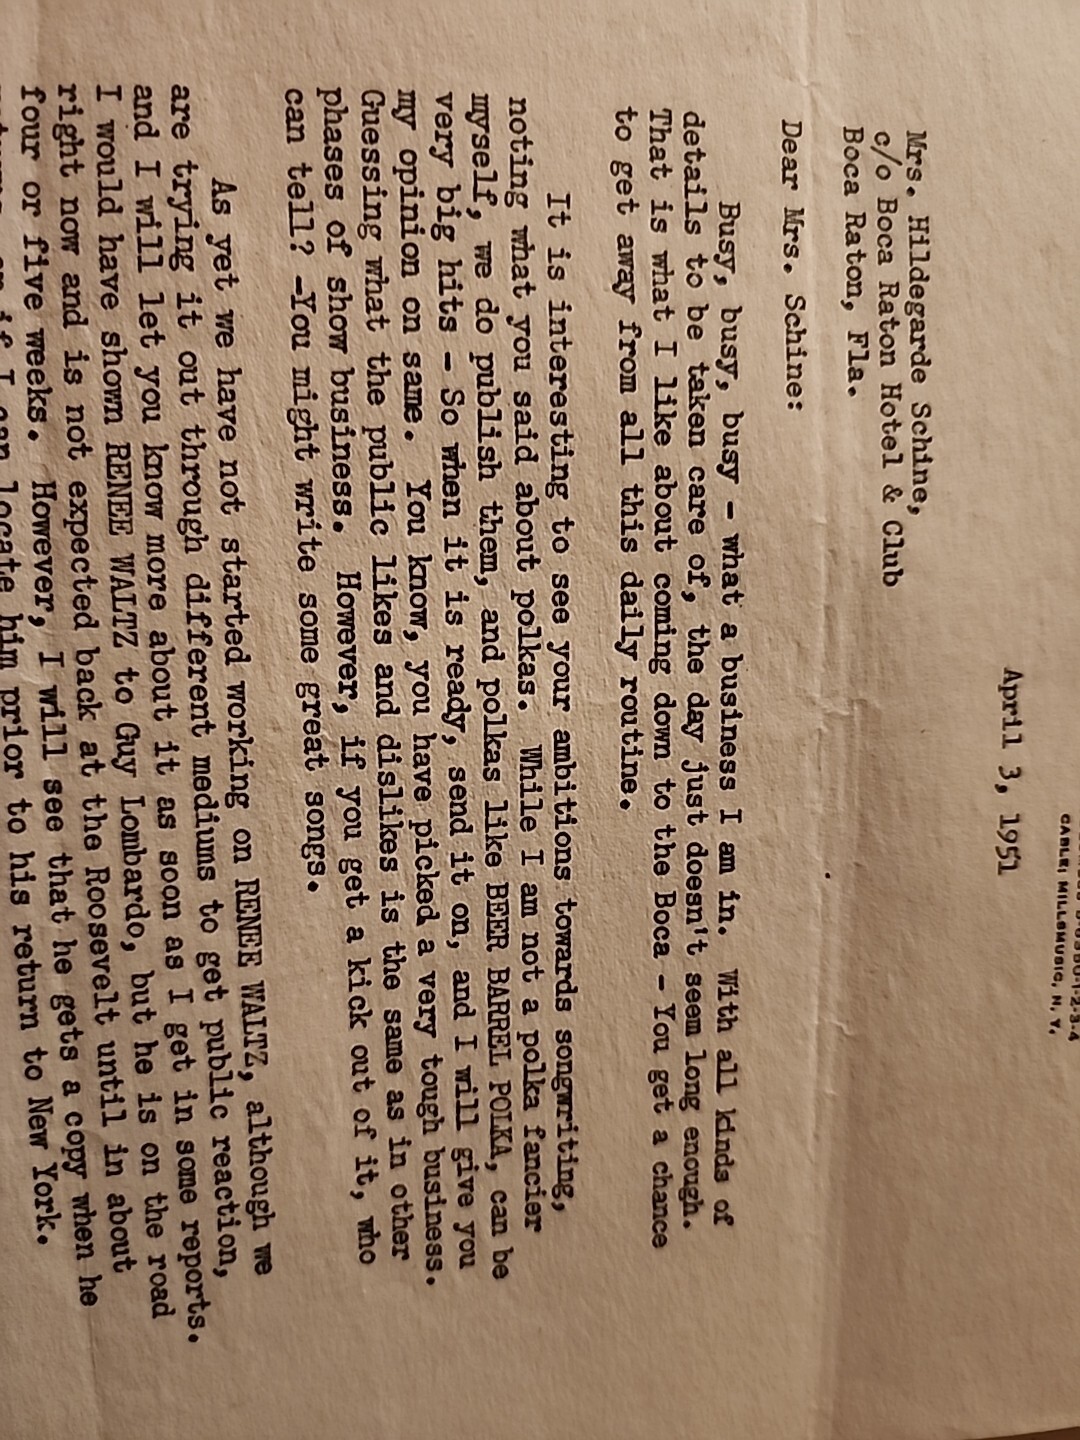 CABLE: MILLSMUSIC, N. Y.
April 3, 1951
Mrs. Hildegarde Schine,
c/o Boca Raton Hotel & Club
Boca Raton, Fla.
Dear Mrs. Schine:
Busy, busy, busy - what a business I am in. With all kinds of
details to be taken care of, the day just doesn't seem long enough.
That is what I like about coming down to the Boca - You get a chance
to get away from all this daily routine.
It is interesting to see your ambitions towards songwriting,
noting what you said about polkas. While I am not a polka fancier
myself, we do publish them, and polkas like BEER BARREL POLKA, can be
very big hits - So when it is ready, send it on, and I will give you
my opinion on same. You know, you have picked a very tough business.
Guessing what the public likes and dislikes is the same as in other
phases of show business. However, if you get a kick out of it, who
can tell? -You might write some great songs.
As yet we have not started working on RENEE WALTZ, although we
are trying it out through different mediums to get public reaction,
and I will let you know more about it as soon as I get in some reports.
I would have shown RENEE WALTZ to Guy Lombardo, but he is on the road
right now and is not expected back at the Roosevelt until in about
four or five weeks. However, I will see that he gets a copy when he
if I can locate him prior to his return to New York.